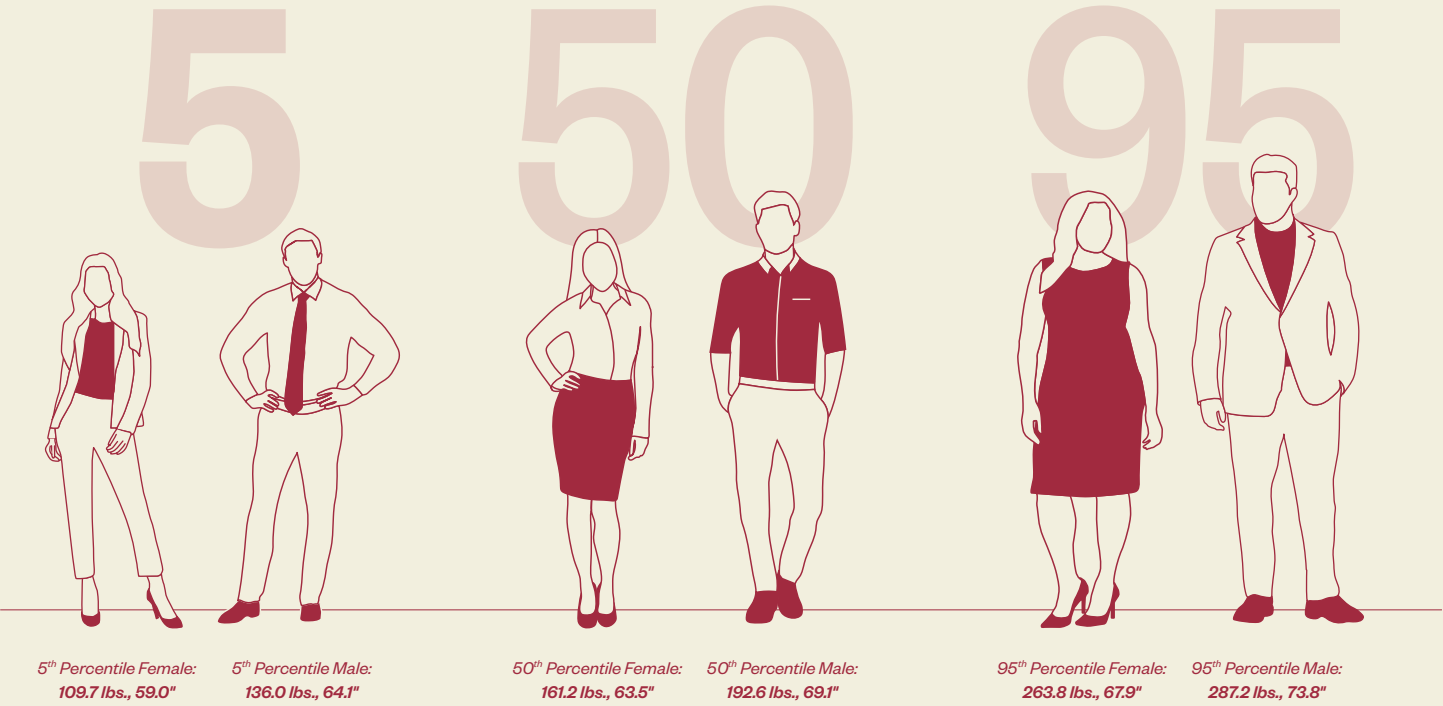 5
50
95
5th Percentile Female:
109.7 lbs., 59.0"
5th Percentile Male:
136.0 lbs., 64.1"
50th Percentile Female:
161.2 lbs., 63.5"
50th Percentile Male:
192.6 lbs., 69.1"
95th Percentile Female:
263.8 lbs., 67.9"
95th Percentile Male:
287.2 lbs., 73.8"